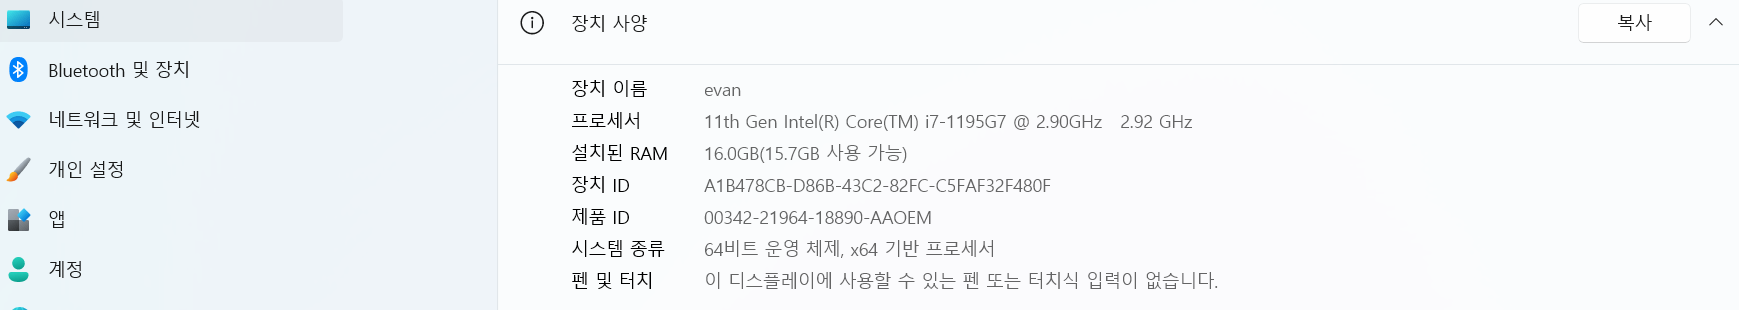 시스템
Bluetooth 및 장치
네트워크 및 인터넷
개인 설정
앱
계정
장치 사양
복사
장치 이름 evan
프로세서 11th Gen Intel(R) Core(TM) i7-1195G7 @ 2.90GHz 2.92 GHz
설치된 RAM 16.0GB(15.7GB 사용 가능)
장치 ID A1B478CB-D86B-43C2-82FC-C5FAF32F480F
제품 ID 00342-21964-18890-AAOEM
시스템 종류 64비트 운영 체제, x64 기반 프로세서
펜 및 터치 이 디스플레이에 사용할 수 있는 펜 또는 터치식 입력이 없습니다.